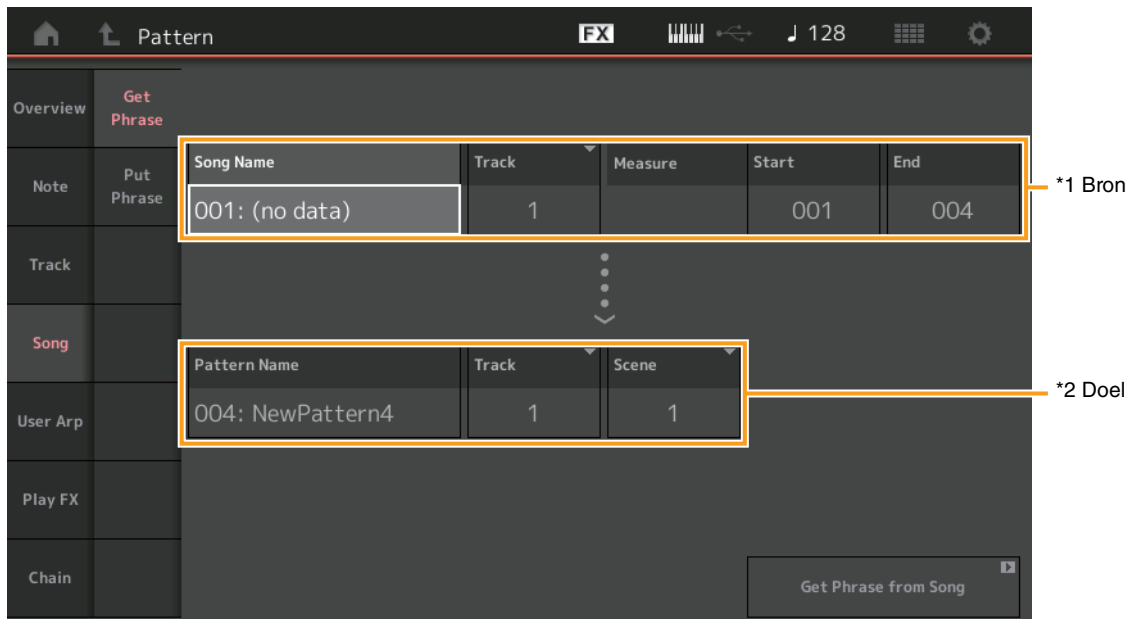 Pattern
FX
♩ 128
Overview
Get
Phrase
Note
Put
Phrase
Song Name
Track
Measure
Start
End
001: (no data)
1
001
004
*1 Bron
Track
Song
Pattern Name
Track
Scene
004: NewPattern4
1
1
*2 Doel
User Arp
Play FX
Chain
Get Phrase from Song